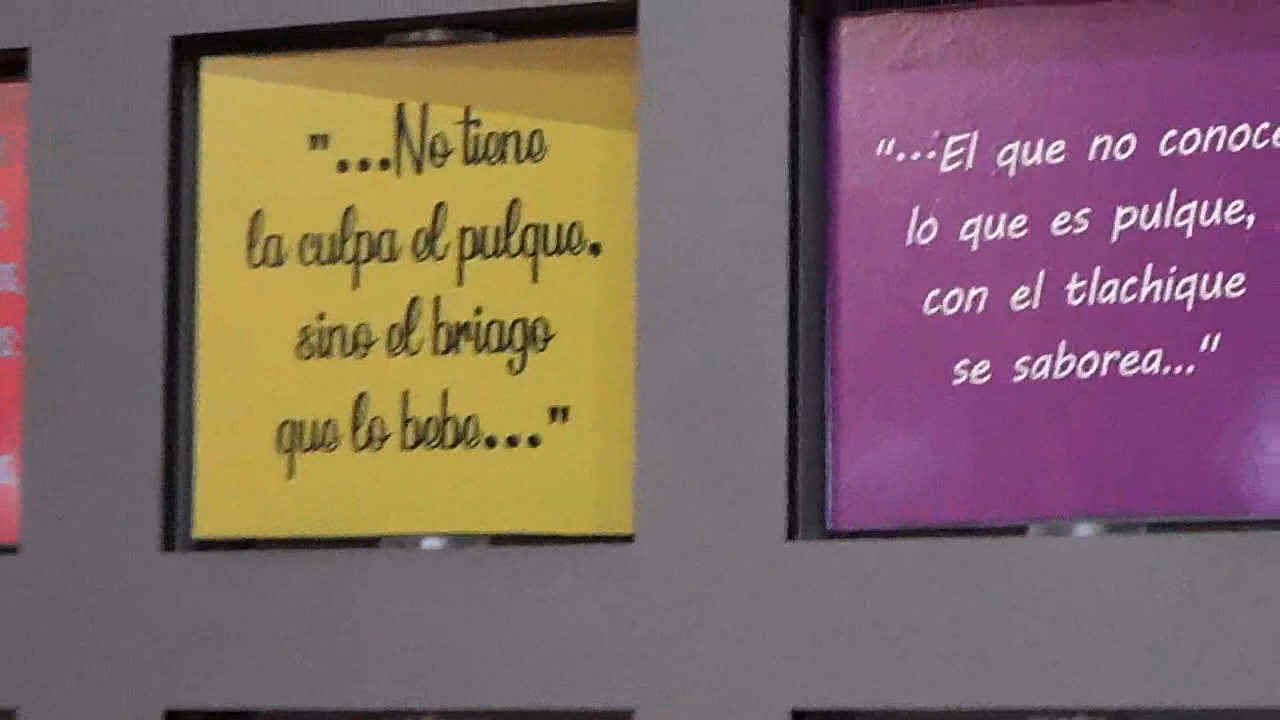 "...No tiene
la culpa el pulque.
sino el briago
que lo bebe..."
"...El que no conoce
lo que es pulque,
con el tlachique
se saborea..."